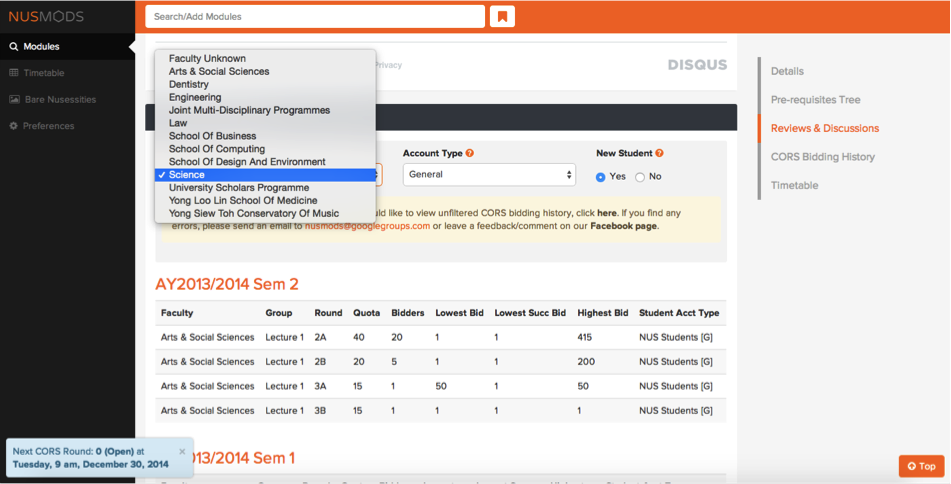 NUSMODS
Search/Add Modules
Modules
Timetable
Bare Nusessities
Preferences
Privacy
DISQUS
Faculty Unknown
Arts & Social Sciences
Dentistry
Engineering
Joint Multi-Disciplinary Programmes
Law
School Of Business
School Of Computing
School Of Design And Environment
✓ Science
University Scholars Programme
Yong Loo Lin School Of Medicine
Yong Siew Toh Conservatory Of Music
Account Type ?
General
New Student ?
Yes No
like to view unfiltered CORS bidding history, click here. If you find any
errors, please send an email to nusmods@googlegroups.com or leave a feedback/comment on our Facebook page.
Details
Pre-requisites Tree
Reviews & Discussions
CORS Bidding History
Timetable
AY2013/2014 Sem 2
Faculty Group Round Quota Bidders Lowest Bid Lowest Succ Bid Highest Bid Student Acct Type
Arts & Social Sciences Lecture 1 2A 40 20 1 1 415 NUS Students [G]
Arts & Social Sciences Lecture 1 2B 20 5 1 1 200 NUS Students [G]
Arts & Social Sciences Lecture 1 3A 15 1 50 1 50 NUS Students [G]
Arts & Social Sciences Lecture 1 3B 15 1 1 1 1 NUS Students [G]
13/2014 Sem 1
Next CORS Round: 0 (Open) at ×
Tuesday, 9 am, December 30, 2014
Top